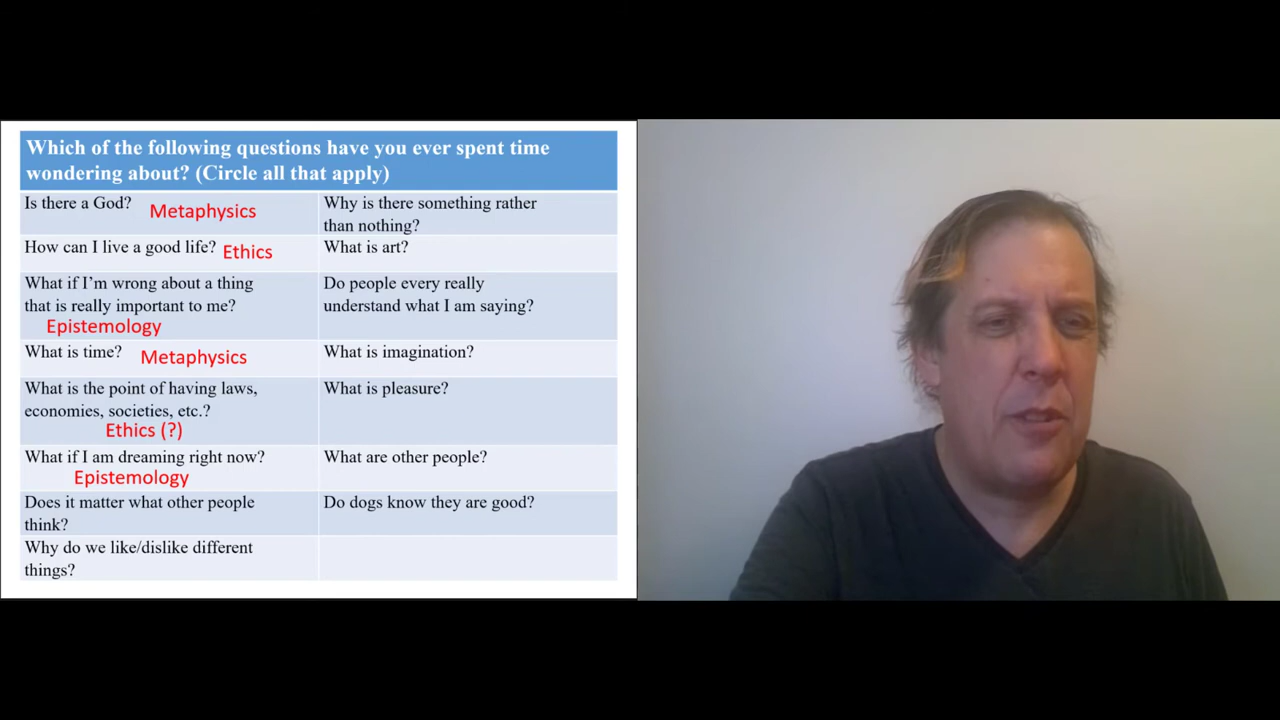 Which of the following questions have you ever spent time
wondering about? (Circle all that apply)
Is there a God? Metaphysics
Why is there something rather
than nothing?
How can I live a good life? Ethics
What is art?
What if I'm wrong about a thing
that is really important to me?
Epistemology
Do people every really
understand what I am saying?
What is time? Metaphysics
What is imagination?
What is the point of having laws,
economies, societies, etc.?
Ethics (?)
What is pleasure?
What if I am dreaming right now?
Epistemology
What are other people?
Does it matter what other people
think?
Do dogs know they are good?
Why do we like/dislike different
things?